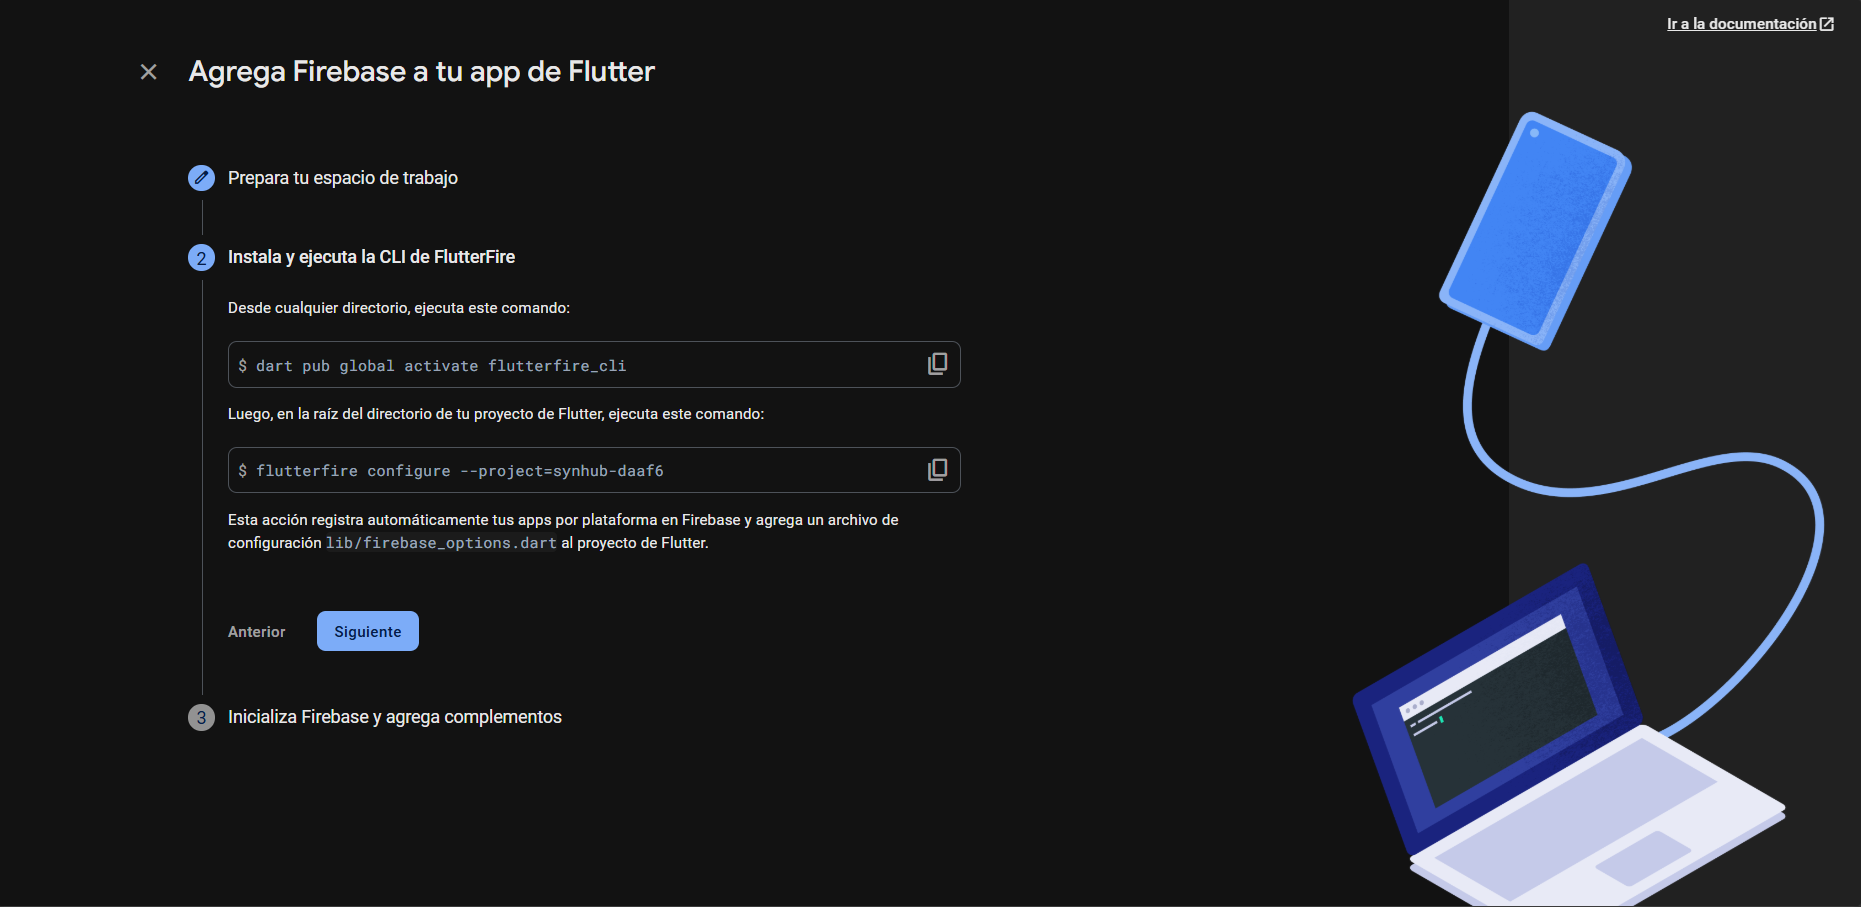 Ir a la documentación
Agrega Firebase a tu app de Flutter
Prepara tu espacio de trabajo
2 Instala y ejecuta la CLI de FlutterFire
Desde cualquier directorio, ejecuta este comando:
$ dart pub global activate flutterfire_cli
Luego, en la raíz del directorio de tu proyecto de Flutter, ejecuta este comando:
$ flutterfire configure --project=synhub-daaf6
Esta acción registra automáticamente tus apps por plataforma en Firebase y agrega un archivo de
configuración lib/firebase_options.dart al proyecto de Flutter.
Anterior Siguiente
3 Inicializa Firebase y agrega complementos